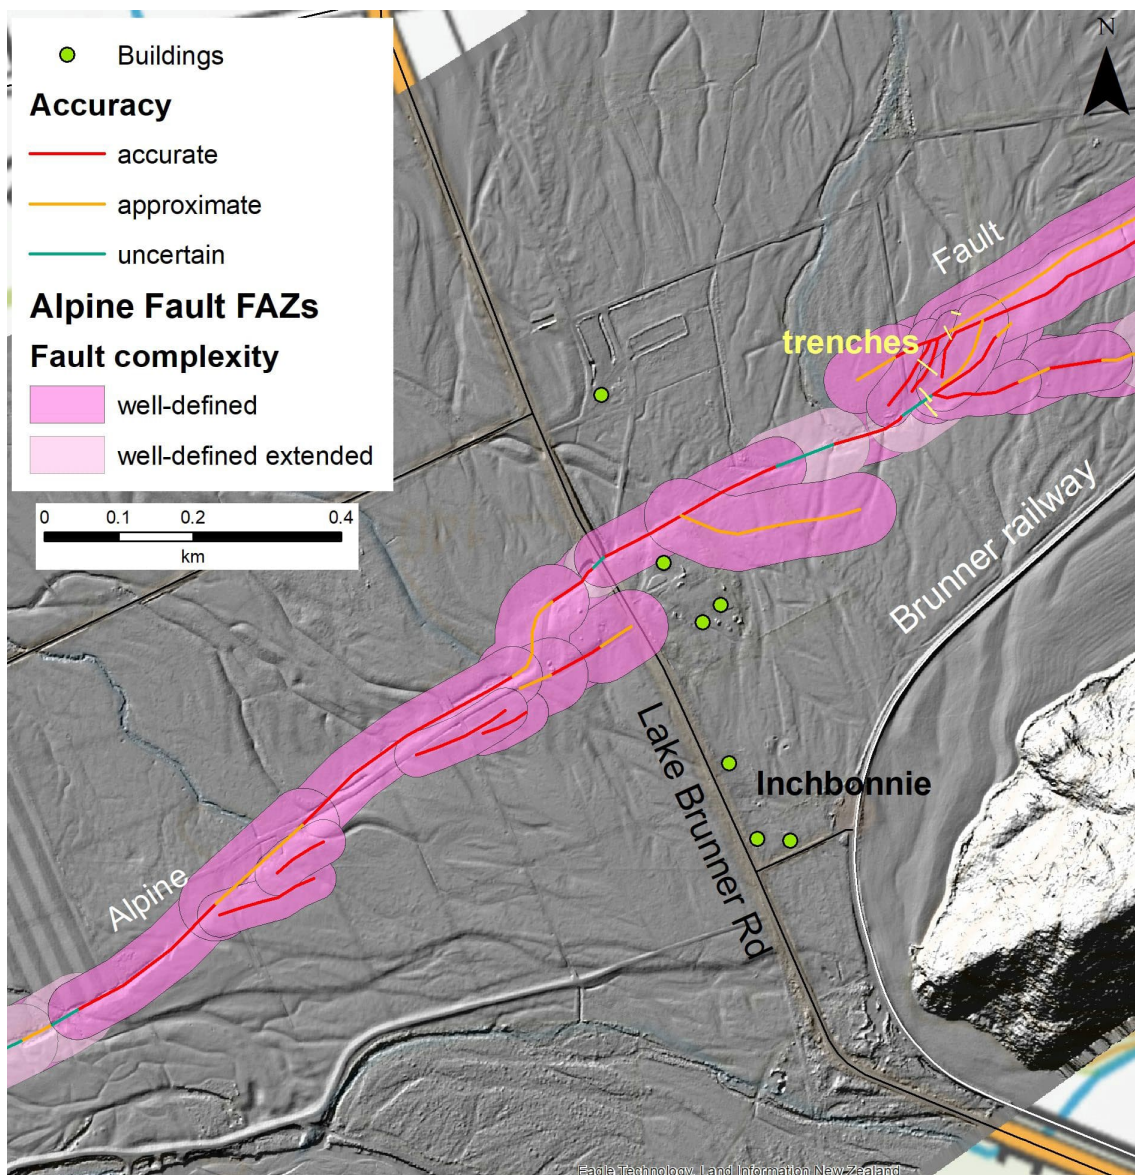 Buildings
Accuracy
accurate
approximate
uncertain
Alpine Fault FAZs
Fault complexity
well-defined
well-defined extended
0 0.1 0.2 0.4
km
N
Fault
trenches
Brunner railway
Lake Brunner Rd
Inchbonnie
Alpine
Eagle Technology, Land Information New Zealand